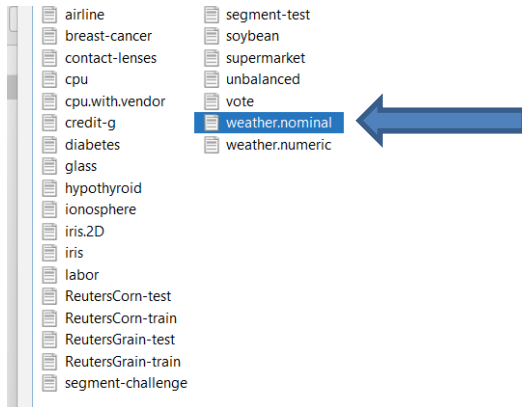 airline
breast-cancer
contact-lenses
cpu
cpu.with.vendor
credit-g
diabetes
glass
hypothyroid
ionosphere
iris.2D
iris
labor
ReutersCorn-test
ReutersCorn-train
ReutersGrain-test
ReutersGrain-train
segment-challenge
segment-test
soybean
supermarket
unbalanced
vote
weather.nominal
weather.numeric